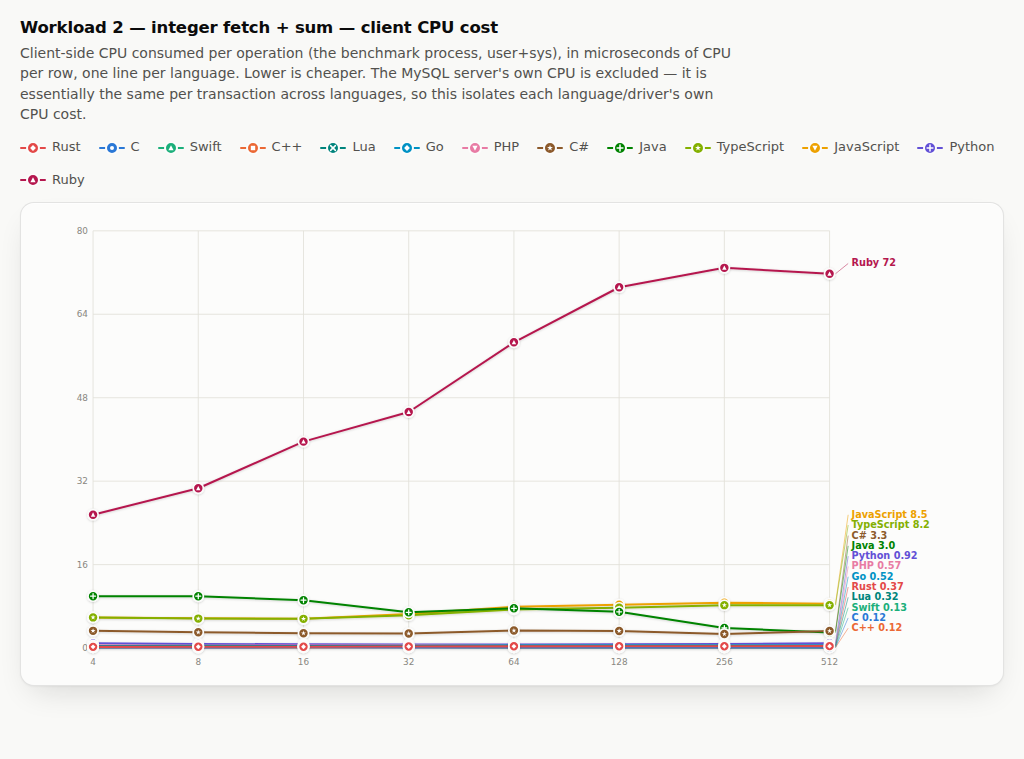 Workload 2 — integer fetch + sum — client CPU cost
Client-side CPU consumed per operation (the benchmark process, user+sys), in microseconds of CPU
per row, one line per language. Lower is cheaper. The MySQL server's own CPU is excluded — it is
essentially the same per transaction across languages, so this isolates each language/driver's own
CPU cost.
Rust C Swift C++ Lua Go PHP C# Java TypeScript JavaScript Python
Ruby
80
Ruby 72
64
48
32
JavaScript 8.5
TypeScript 8.2
C# 3.3
Java 3.0
Python 0.92
16
PHP 0.57
Go 0.52
Rust 0.37
Lua 0.32
Swift 0.13
C 0.12
C++ 0.12
0
4 8 16 32 64 128 256 512